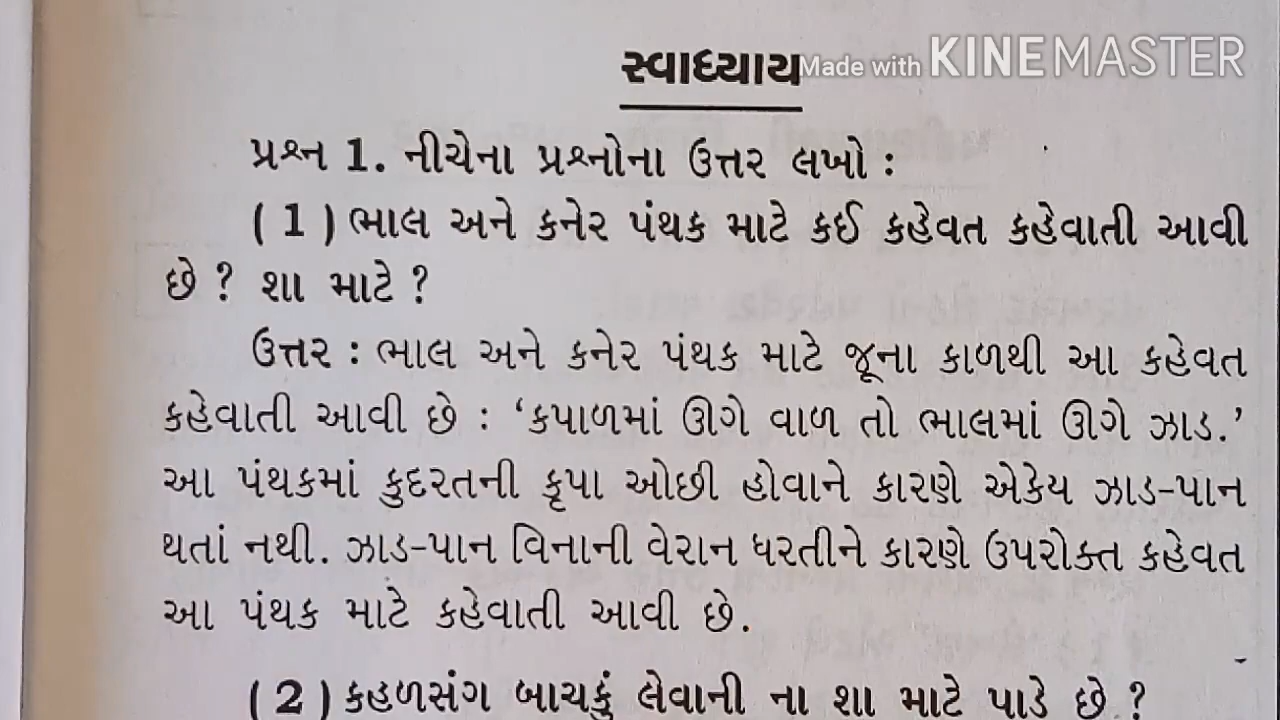 સ્વાધ્યાય
Made with KINEMASTER
પ્રશ્ન 1. નીચેના પ્રશ્નોના ઉત્તર લખો :
( 1 ) ભાલ અને કનેર પંથક માટે કઈ કહેવત કહેવાતી આવી
છે ? શા માટે ?
ઉત્તર : ભાલ અને કનેર પંથક માટે જૂના કાળથી આ કહેવત
કહેવાતી આવી છે : ‘કપાળમાં ઊગે વાળ તો ભાલમાં ઊગે ઝાડ.’
આ પંથકમાં કુદરતની કૃપા ઓછી હોવાને કારણે એકેય ઝાડ-પાન
થતાં નથી. ઝાડ-પાન વિનાની વેરાન ધરતીને કારણે ઉપરોક્ત કહેવત
આ પંથક માટે કહેવાતી આવી છે.
( 2 ) કહળસંગ બાચકું લેવાની ના શા માટે પાડે છે ?